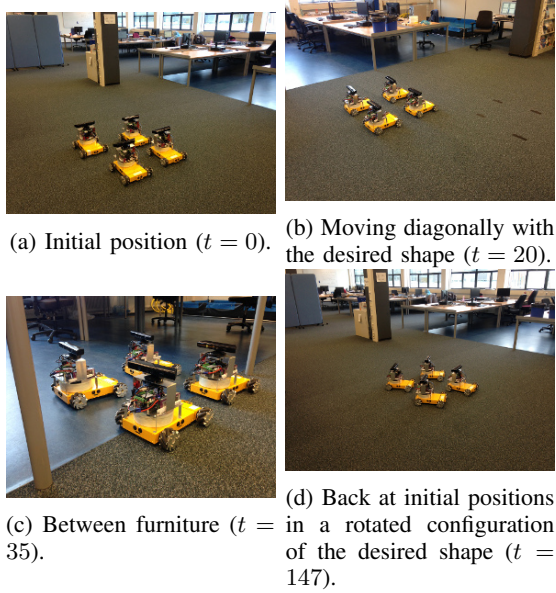 (a) Initial position (t = 0).
(b) Moving diagonally with
the desired shape (t = 20).
(c) Between furniture (t =
35).
(d) Back at initial positions
in a rotated configuration
of the desired shape (t =
147).